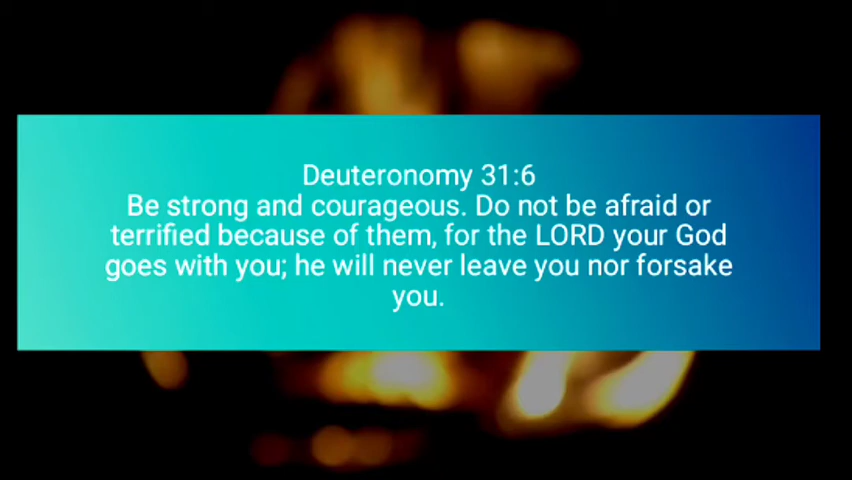 Deuteronomy 31:6
Be strong and courageous. Do not be afraid or
terrified because of them, for the LORD your God
goes with you; he will never leave you nor forsake
you.